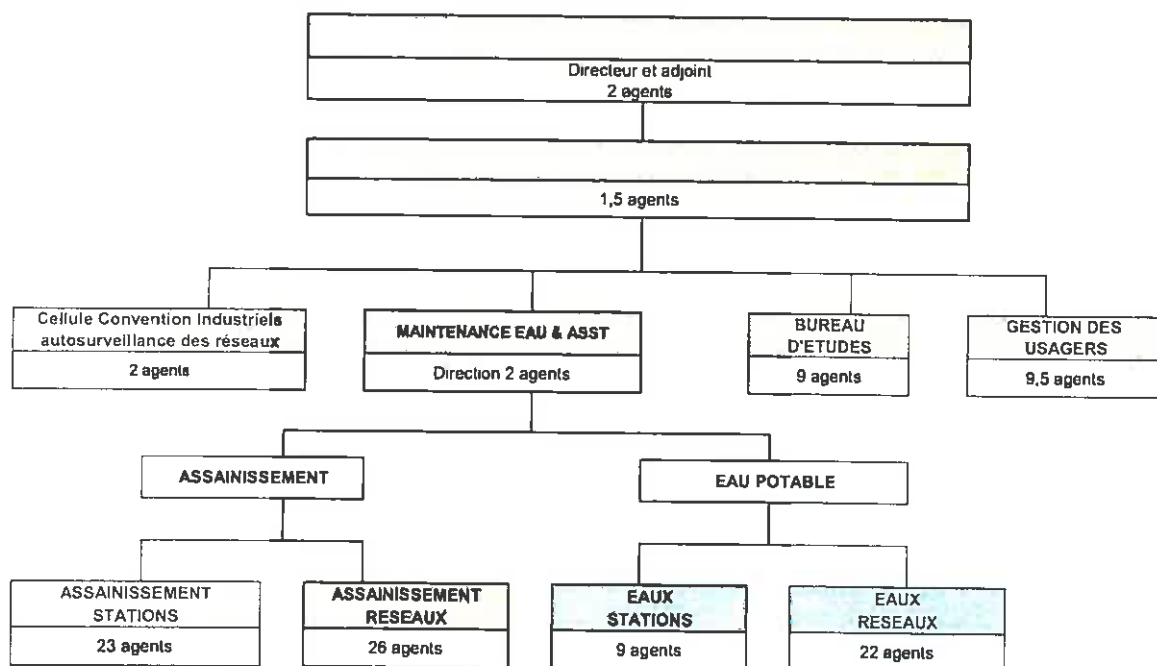 Directeur et adjoint
2 agents
1,5 agents
Cellule Convention Industriels
autosurveillance des réseaux
2 agents
MAINTENANCE EAU & ASST
Direction 2 agents
BUREAU
D'ETUDES
9 agents
GESTION DES
USAGERS
9,5 agents
ASSAINISSEMENT
EAU POTABLE
ASSAINISSEMENT
STATIONS
23 agents
ASSAINISSEMENT
RESEAUX
26 agents
EAUX
STATIONS
9 agents
EAUX
RESEAUX
22 agents